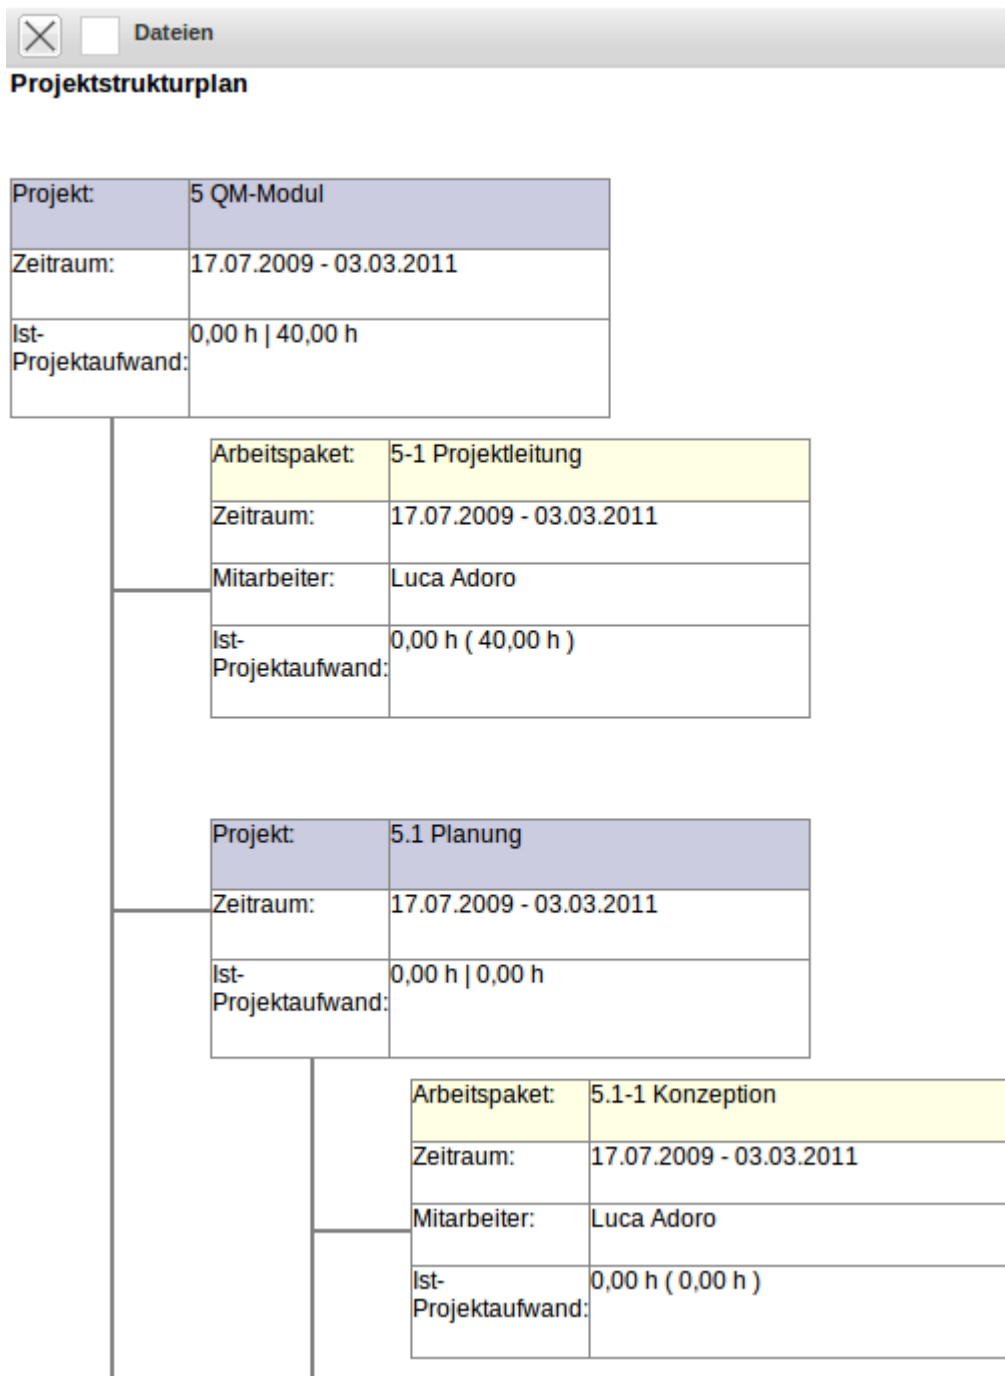 Dateien
Projektstrukturplan
Projekt: 5 QM-Modul
Zeitraum: 17.07.2009 - 03.03.2011
Ist- 0,00 h | 40,00 h
Projektaufwand:
Arbeitspaket: 5-1 Projektleitung
Zeitraum: 17.07.2009 - 03.03.2011
Mitarbeiter: Luca Adoro
Ist- 0,00 h ( 40,00 h )
Projektaufwand:
Projekt: 5.1 Planung
Zeitraum: 17.07.2009 - 03.03.2011
Ist- 0,00 h | 0,00 h
Projektaufwand:
Arbeitspaket: 5.1-1 Konzeption
Zeitraum: 17.07.2009 - 03.03.2011
Mitarbeiter: Luca Adoro
Ist- 0,00 h ( 0,00 h )
Projektaufwand: